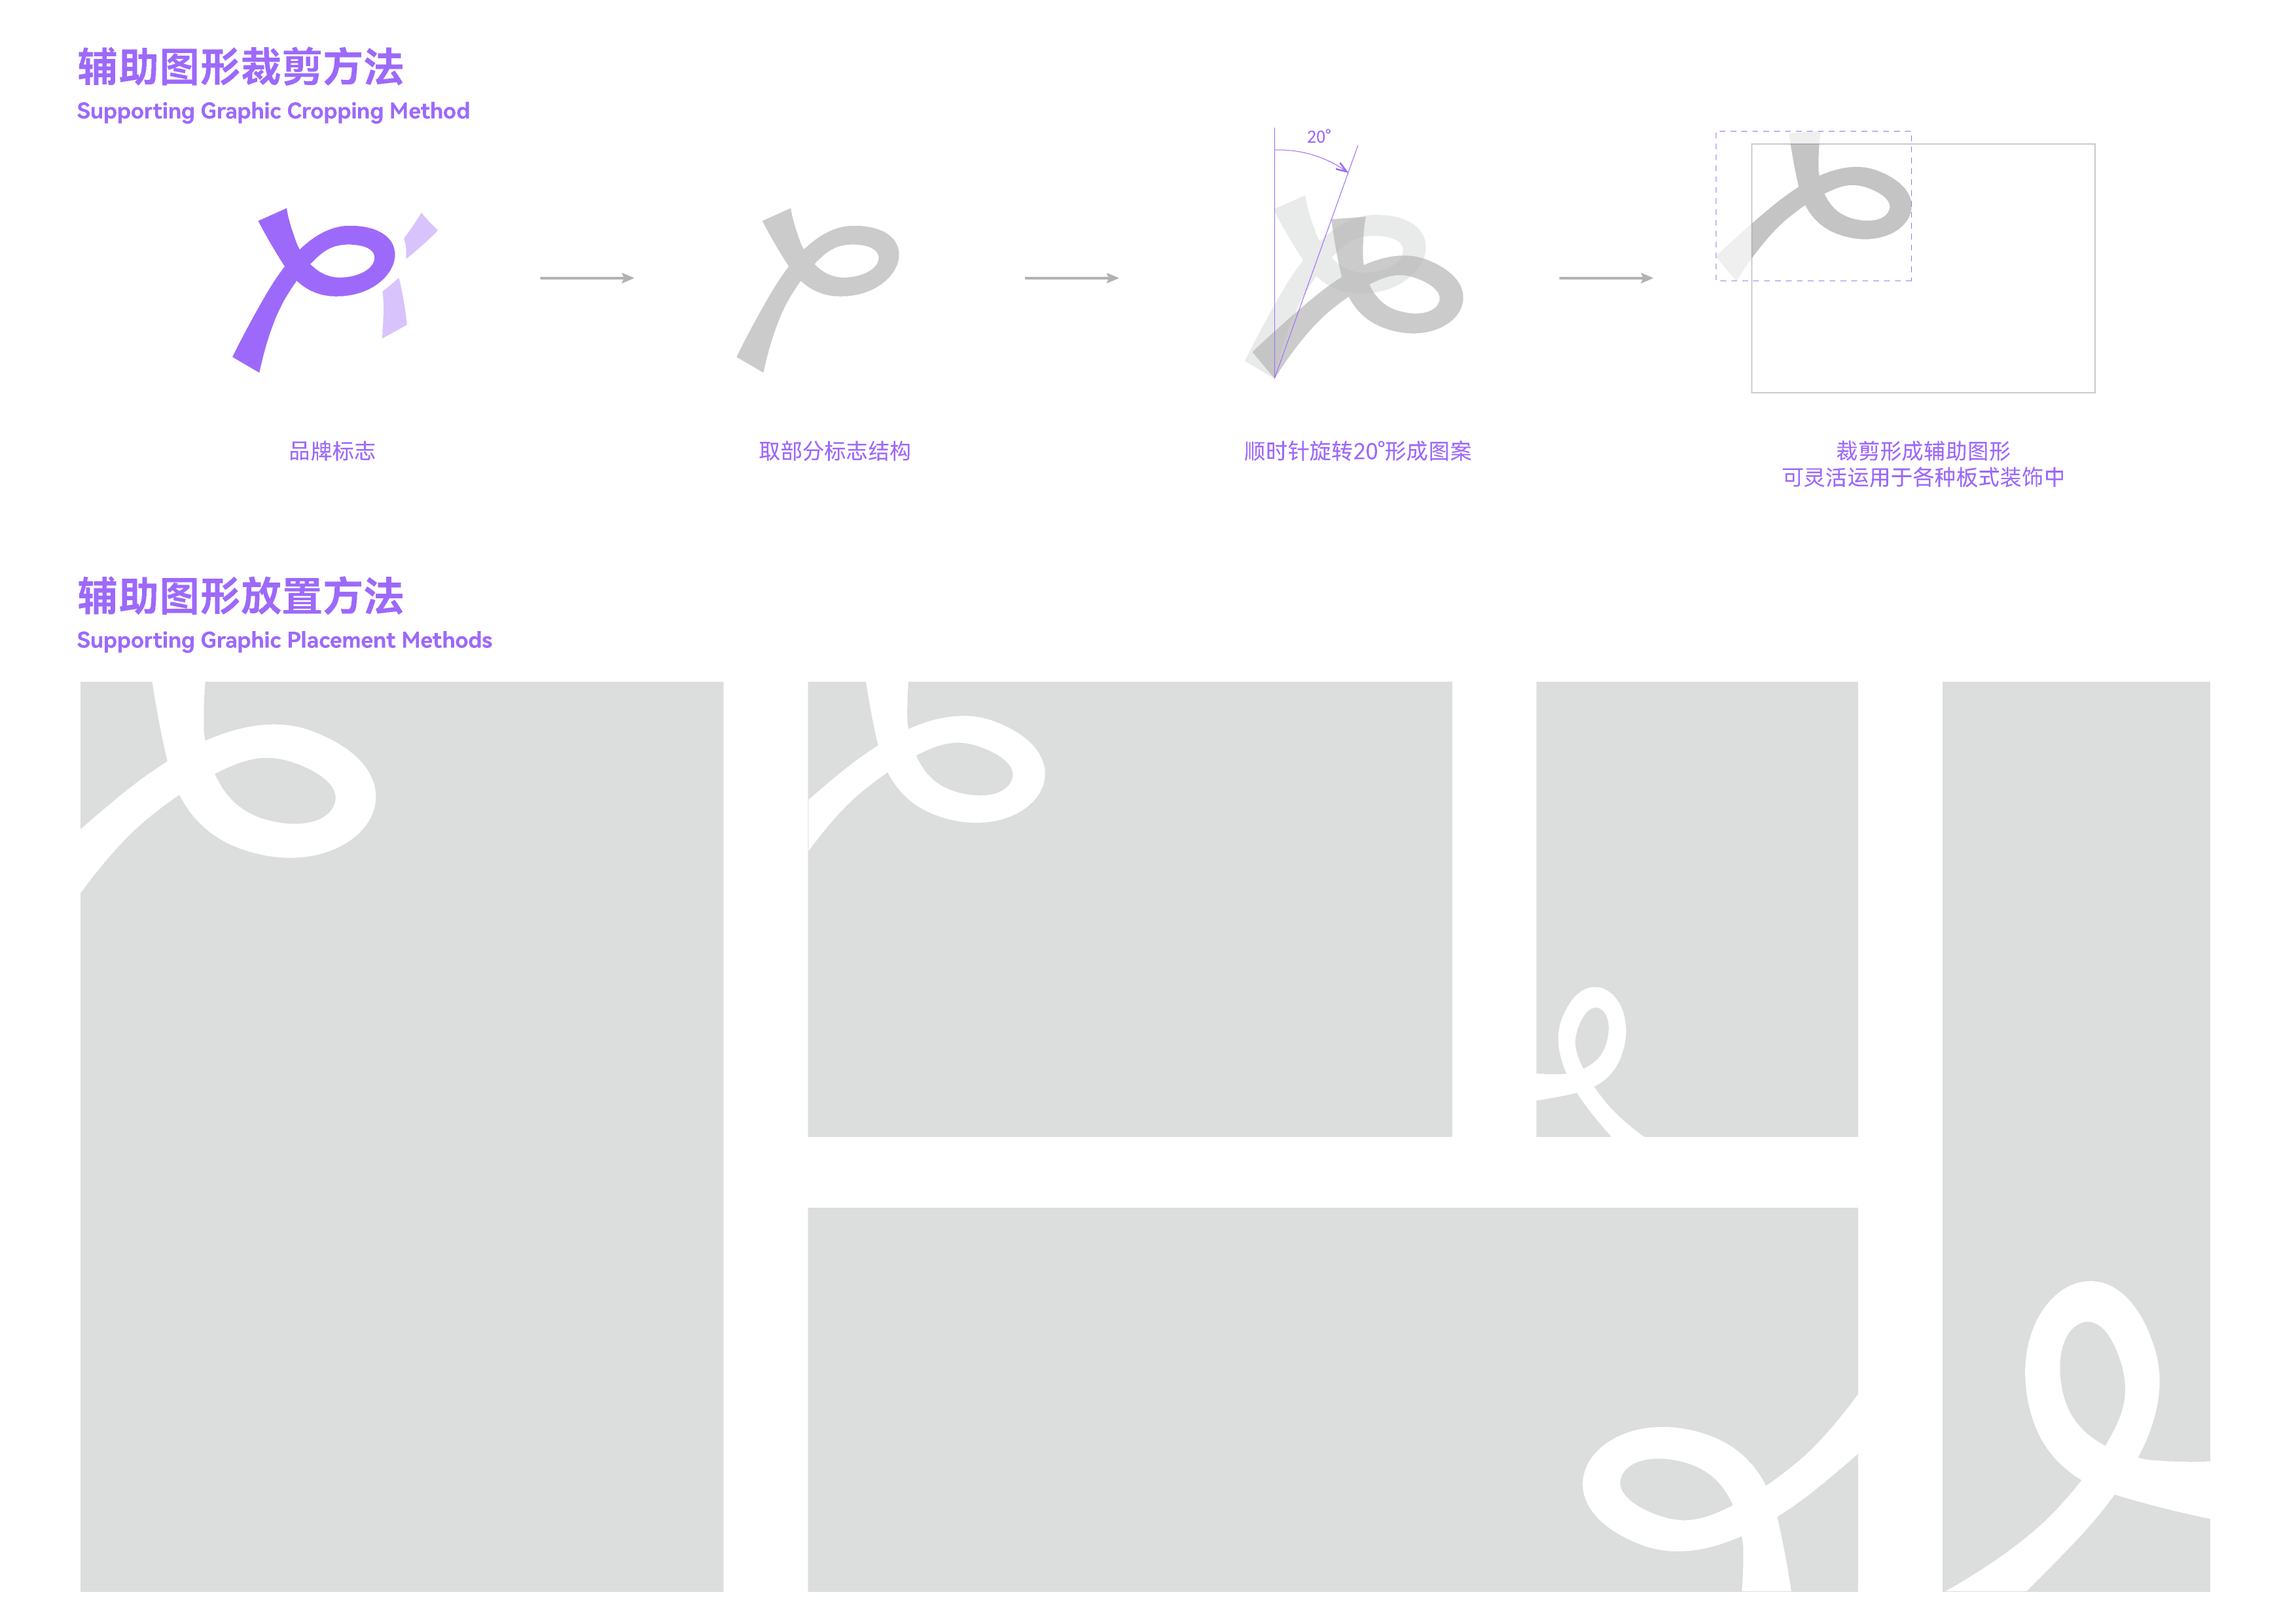 辅助图形裁剪方法
Supporting Graphic Cropping Method
20°
品牌标志
取部分标志结构
顺时针旋转20°形成图案
裁剪形成辅助图形
可灵活运用于各种板式装饰中
辅助图形放置方法
Supporting Graphic Placement Methods